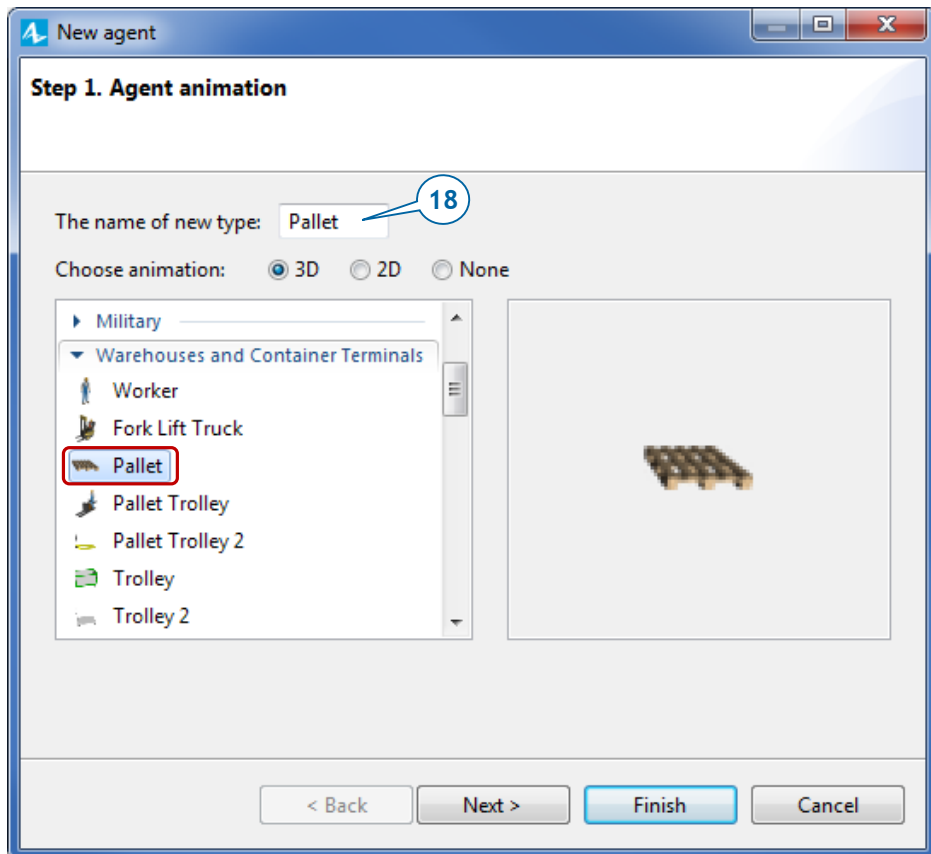 New agent
Step 1. Agent animation
18
The name of new type: Pallet
Choose animation: 3D 2D None
Military
Warehouses and Container Terminals
Worker
Fork Lift Truck
Pallet
Pallet Trolley
Pallet Trolley 2
Trolley
Trolley 2
< Back Next > Finish Cancel